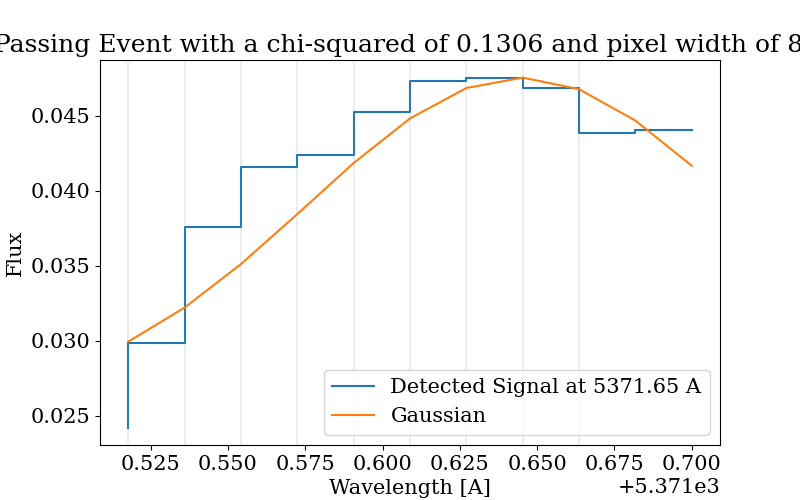 Passing Event with a chi-squared of 0.1306 and pixel width of 8
0.045
0.040
0.035
0.030
0.025
Flux
Detected Signal at 5371.65 A
Gaussian
0.525 0.550 0.575 0.600 0.625 0.650 0.675 0.700
Wavelength [A]
+5.371e3